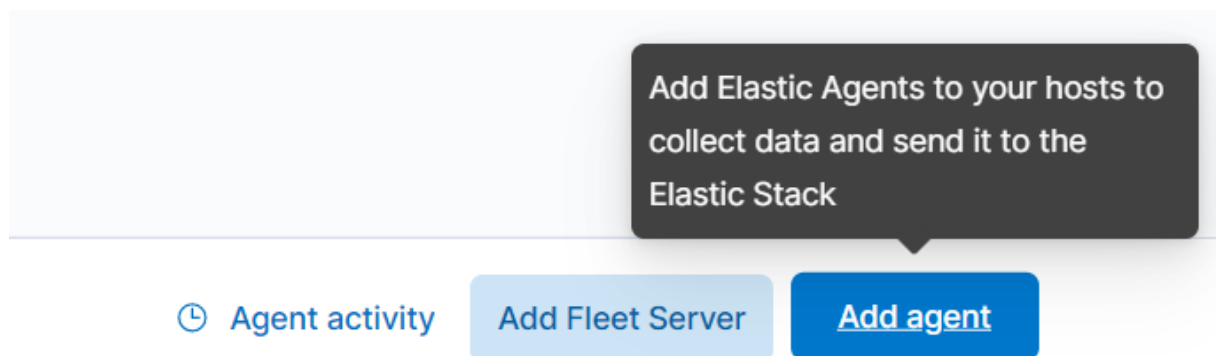 Add Elastic Agents to your hosts to
collect data and send it to the
Elastic Stack
Agent activity
Add Fleet Server
Add agent